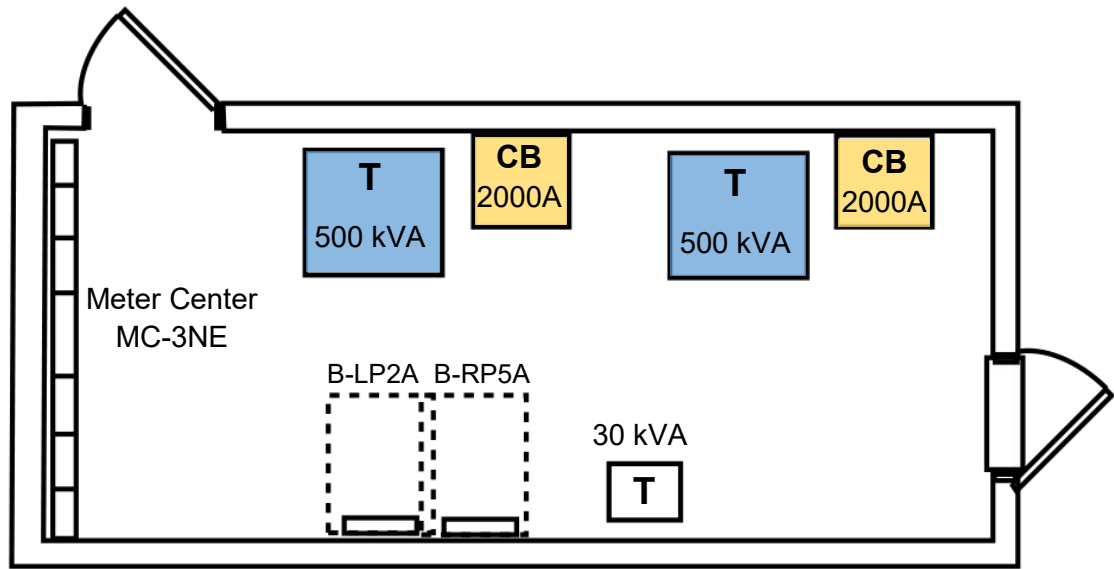 T
500 kVA
CB
2000A
T
500 kVA
CB
2000A
Meter Center
MC-3NE
B-LP2A B-RP5A
30 kVA
T